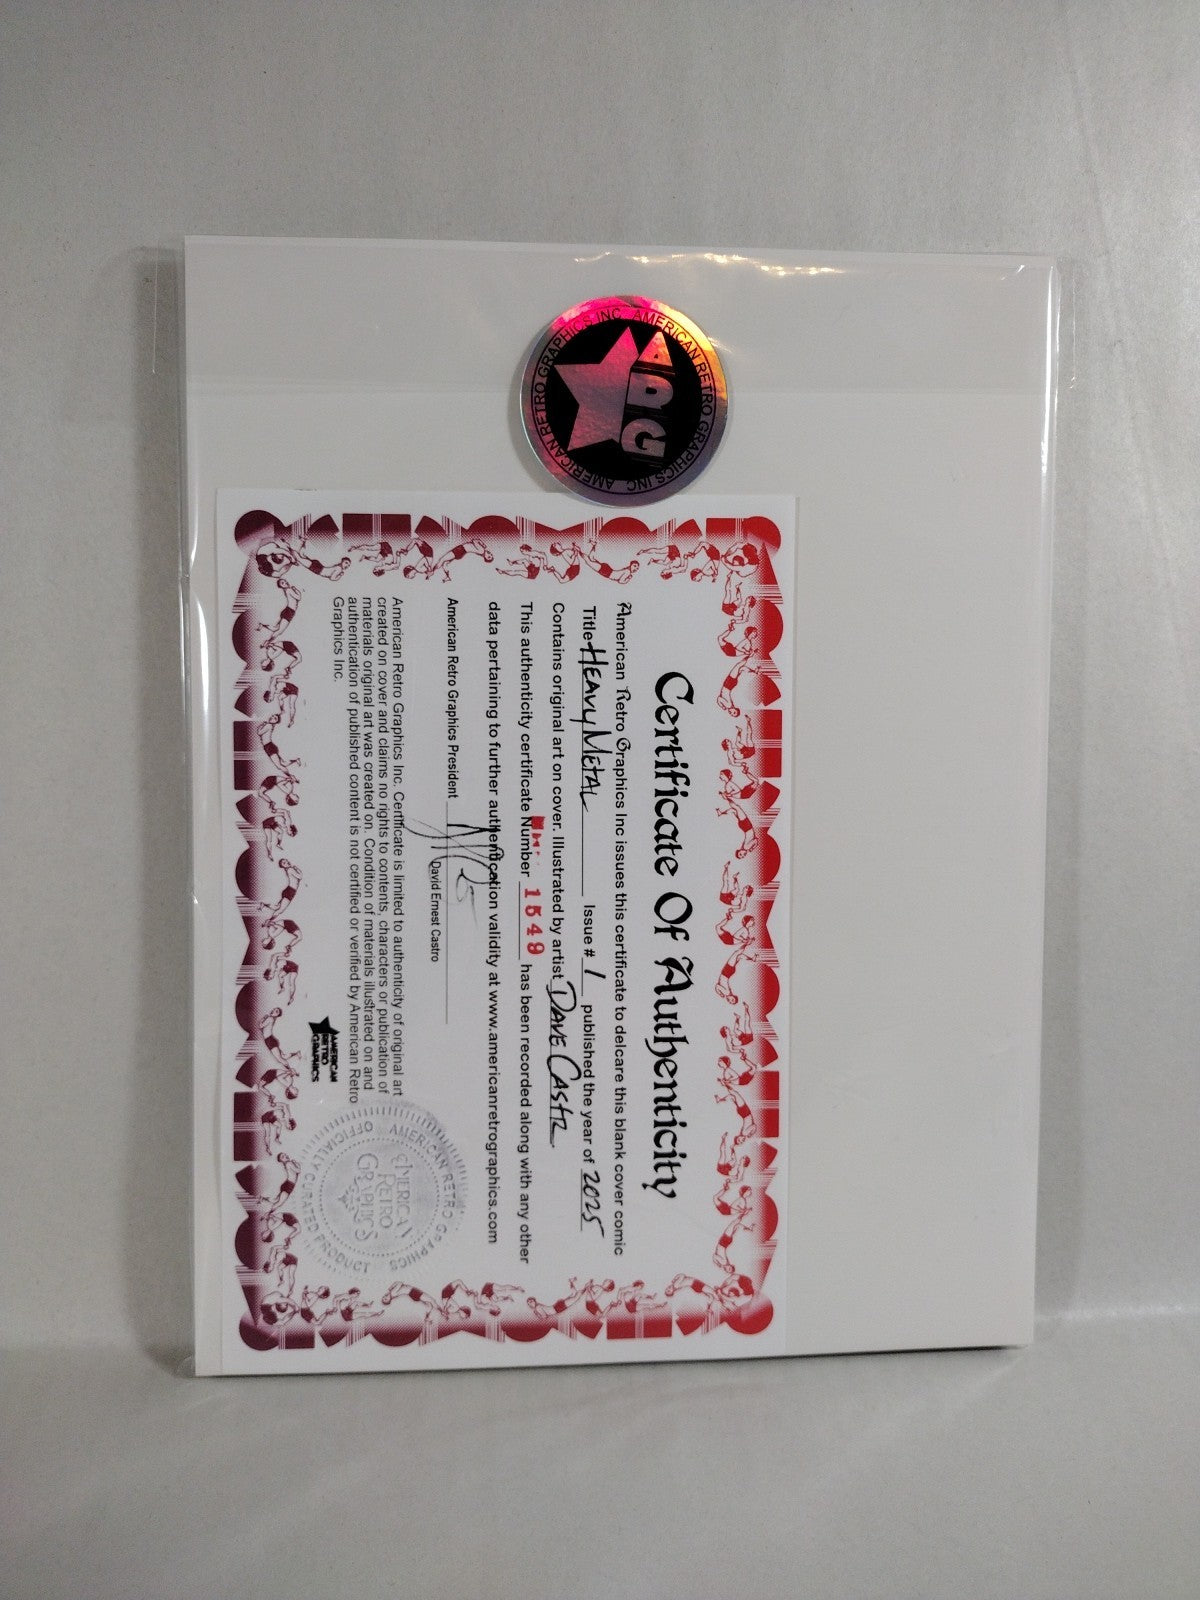 AMERICAN RETRO GRAPHICS INC AMERICAN RETRO GRAPHICS INC
ARG
Certificate Of Authenticity
American Retro Graphics Inc issues this certificate to delcare this blank cover comic
Title HEAVY METAL Issue # 1 published the year of 2025
Contains original art on cover. Illustrated by artist DAVE CASTR
This authenticity certificate Number 1549 has been recorded along with any other
data pertaining to further authentication validity at www.americanretrographics.com
American Retro Graphics President
David Ernest Castro
American Retro Graphics Inc. Certificate is limited to authenticity of original art
created on cover and claims no rights to contents, characters or publication of
materials original art was created on. Condition of materials illustrated on and
authentication of published content is not certified or verified by American Retro
Graphics Inc.
AMERICAN
RETRO
GRAPHICS
AMERICAN RETRO GRAPHICS
OFFICIALLY CURATED PRODUCT
AMERICAN
RETRO
GRAPHICS